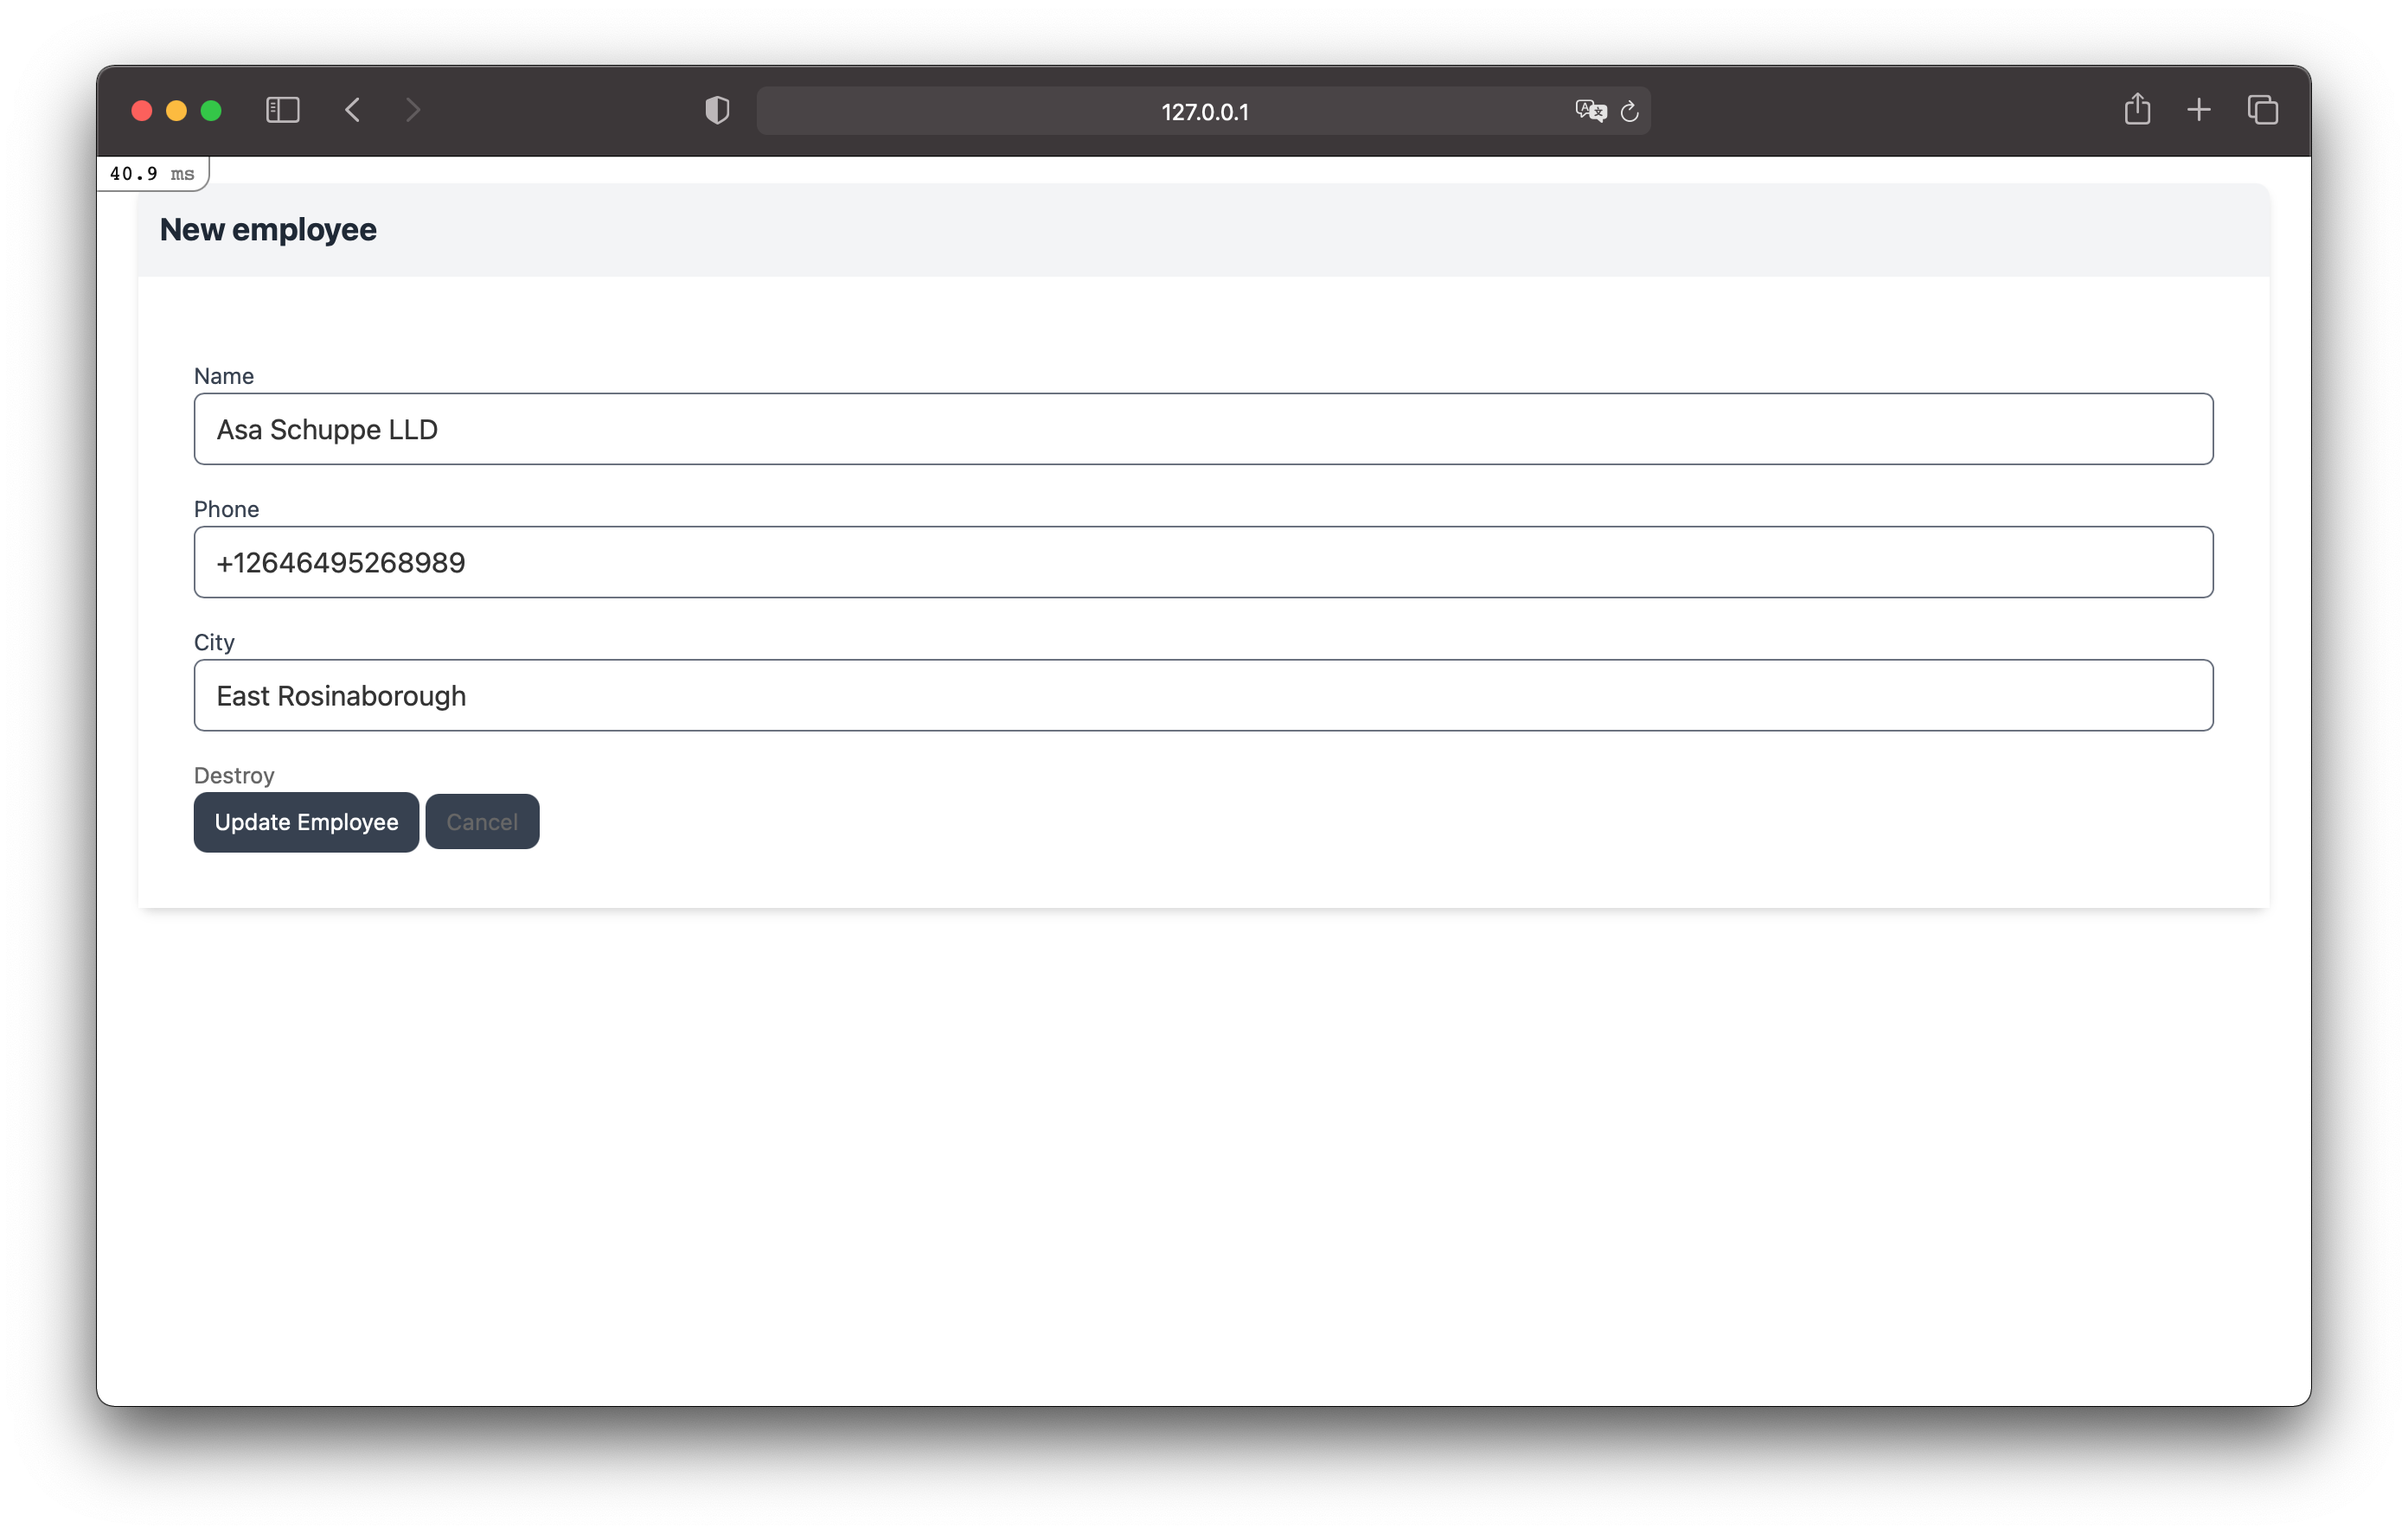 127.0.0.1
40.9 ms
New employee
Name
Asa Schuppe LLD
Phone
+12646495268989
City
East Rosinaborough
Destroy
Update Employee Cancel